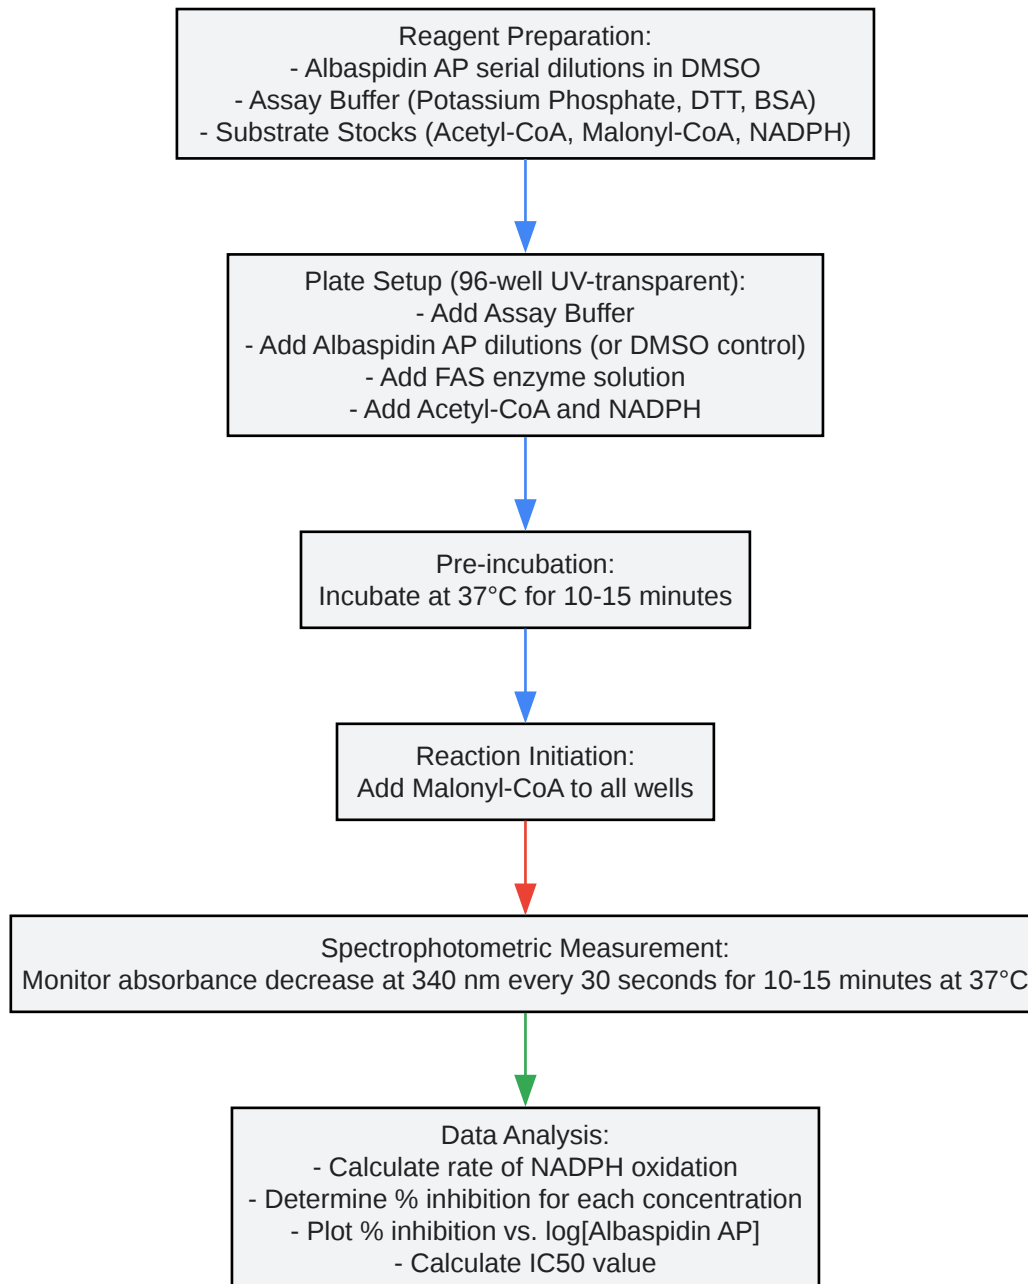 Reagent Preparation:
- Albaspidin AP serial dilutions in DMSO
- Assay Buffer (Potassium Phosphate, DTT, BSA)
- Substrate Stocks (Acetyl-CoA, Malonyl-CoA, NADPH)
Plate Setup (96-well UV-transparent):
- Add Assay Buffer
- Add Albaspidin AP dilutions (or DMSO control)
- Add FAS enzyme solution
- Add Acetyl-CoA and NADPH
Pre-incubation:
Incubate at 37°C for 10-15 minutes
Reaction Initiation:
Add Malonyl-CoA to all wells
Spectrophotometric Measurement:
Monitor absorbance decrease at 340 nm every 30 seconds for 10-15 minutes at 37°C
Data Analysis:
- Calculate rate of NADPH oxidation
- Determine % inhibition for each concentration
- Plot % inhibition vs. log[Albaspidin AP]
- Calculate IC50 value